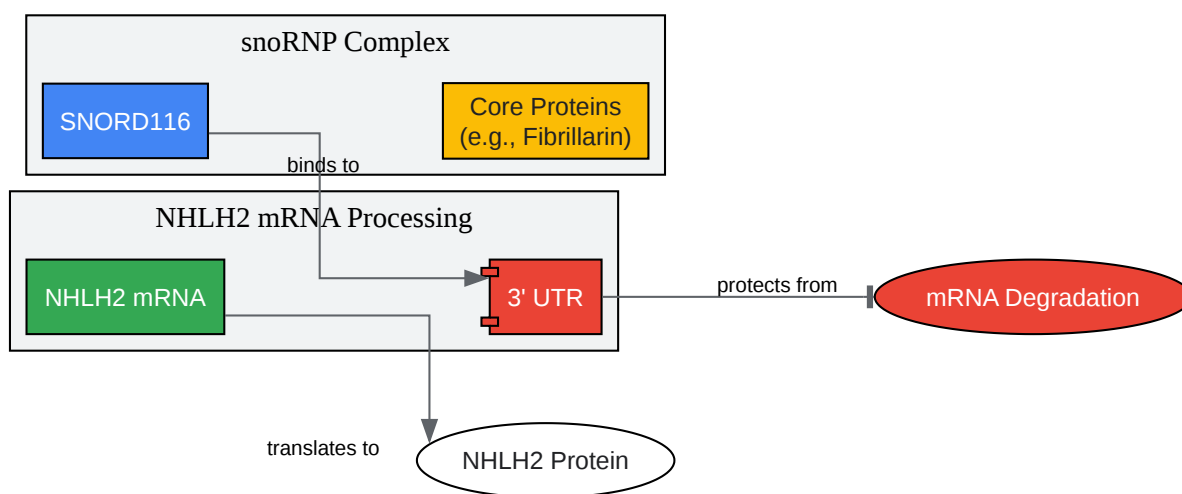 snoRNP Complex
SNORD116
Core Proteins
(e.g., Fibrillarin)
binds to
NHLH2 mRNA Processing
NHLH2 mRNA
3' UTR
protects from
mRNA Degradation
translates to
NHLH2 Protein